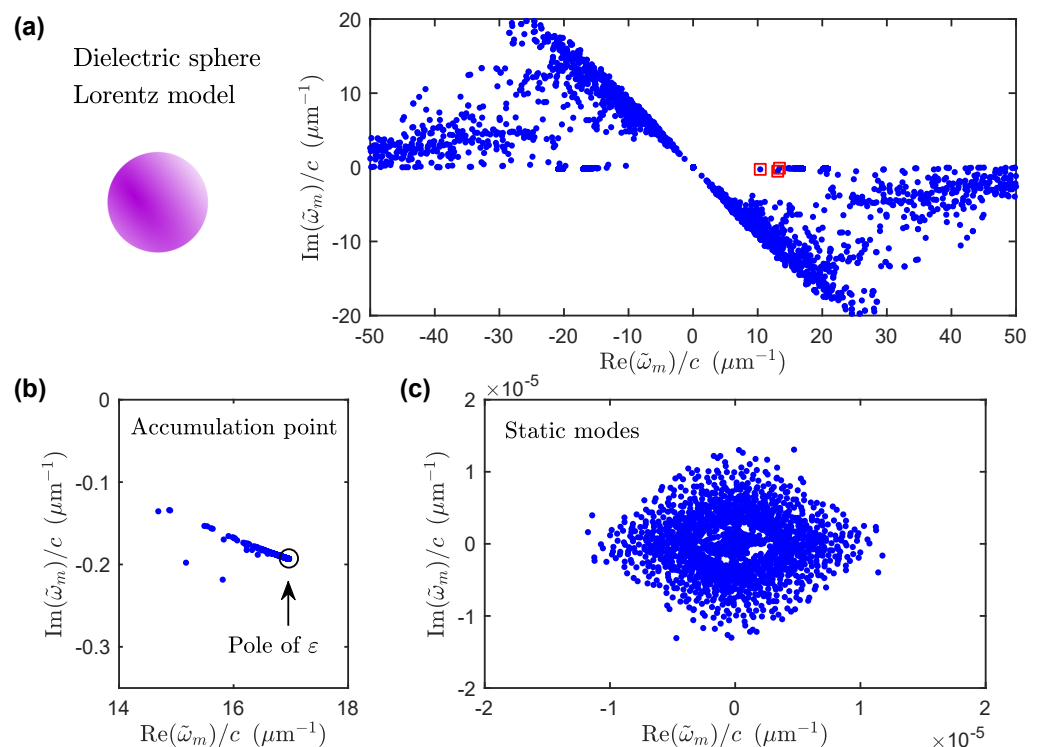 (a)
Dielectric sphere
Lorentz model
Im(ω̃ₘ)/c (μm⁻¹)
20
10
0
-10
-20
-50 -40 -30 -20 -10 0 10 20 30 40 50
Re(ω̃ₘ)/c (μm⁻¹)
(b)
Accumulation point
Im(ω̃ₘ)/c (μm⁻¹)
0
-0.1
-0.2
-0.3
Pole of ε
14 16 18
Re(ω̃ₘ)/c (μm⁻¹)
(c)
×10⁻⁵
Static modes
Im(ω̃ₘ)/c (μm⁻¹)
2
1
0
-1
-2
-2 -1 0 1 2
Re(ω̃ₘ)/c (μm⁻¹)
×10⁻⁵